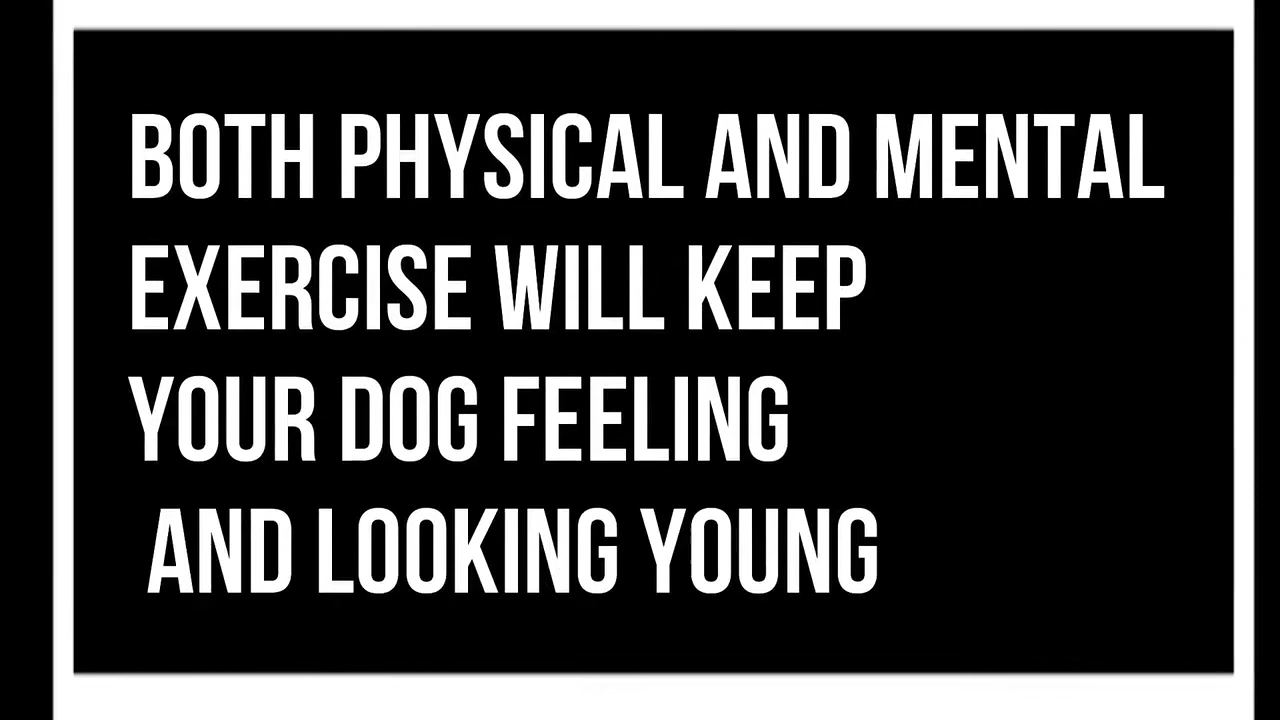 BOTH PHYSICAL AND MENTAL
EXERCISE WILL KEEP
YOUR DOG FEELING
AND LOOKING YOUNG